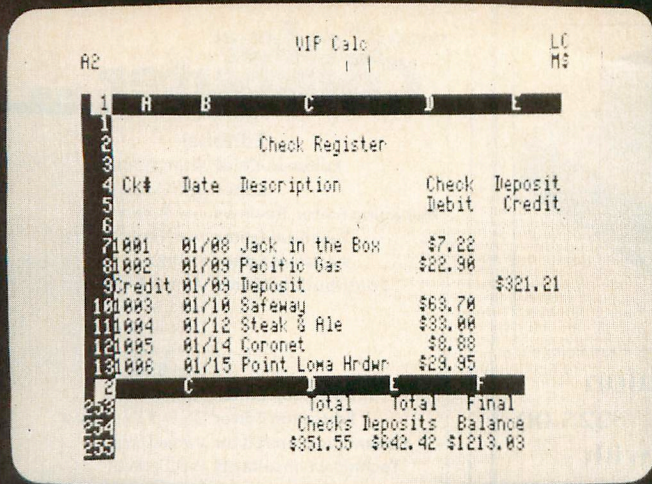 VIP Calc LC
A2 M$
1 A B C D E
1
2 Check Register
3
4 Ck# Date Description Check Deposit
5 Debit Credit
6
7 1001 01/08 Jack in the Box $7.22
8 1002 01/09 Pacific Gas $22.90
9 Credit 01/09 Deposit $321.21
10 1003 01/10 Safeway $63.70
11 1004 01/12 Steak & Ale $33.00
12 1005 01/14 Coronet $8.88
13 1006 01/15 Point Loma Hrdwr $29.95
2 C D E F
253 Total Total Final
254 Checks Deposits Balance
255 $351.55 $642.42 $1213.03